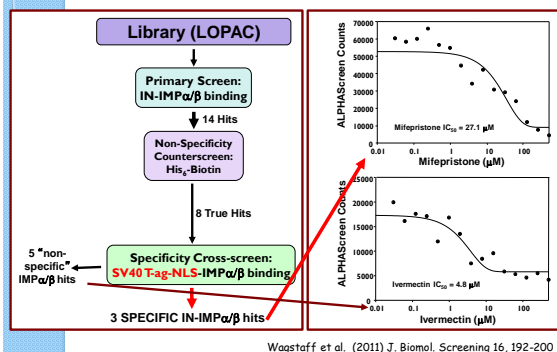 Library (LOPAC)
Primary Screen:
IN-IMPα/β
binding
14 Hits
Non-Specificity
Counterscreen:
His6-Biotin
8 True Hits
5 "non-
specific"
IMPα/β hits
Specificity Cross-screen:
SV40 T-ag-NLS-IMPα/β binding
3 SPECIFIC IN-IMPα/β hits
ALPHAScreen Counts
70000
60000
50000
40000
30000
20000
10000
0
Mifepristone IC50 = 27.1 µM
0.01 0.1 1 10 100
Mifepristone (µM)
ALPHAScreen Counts
20000
15000
10000
5000
0
Ivermectin IC50 = 4.8 µM
0.01 0.1 1 10 100
Ivermectin (µM)
Wagstaff et al. (2011) J. Biomol. Screening 16, 192-200